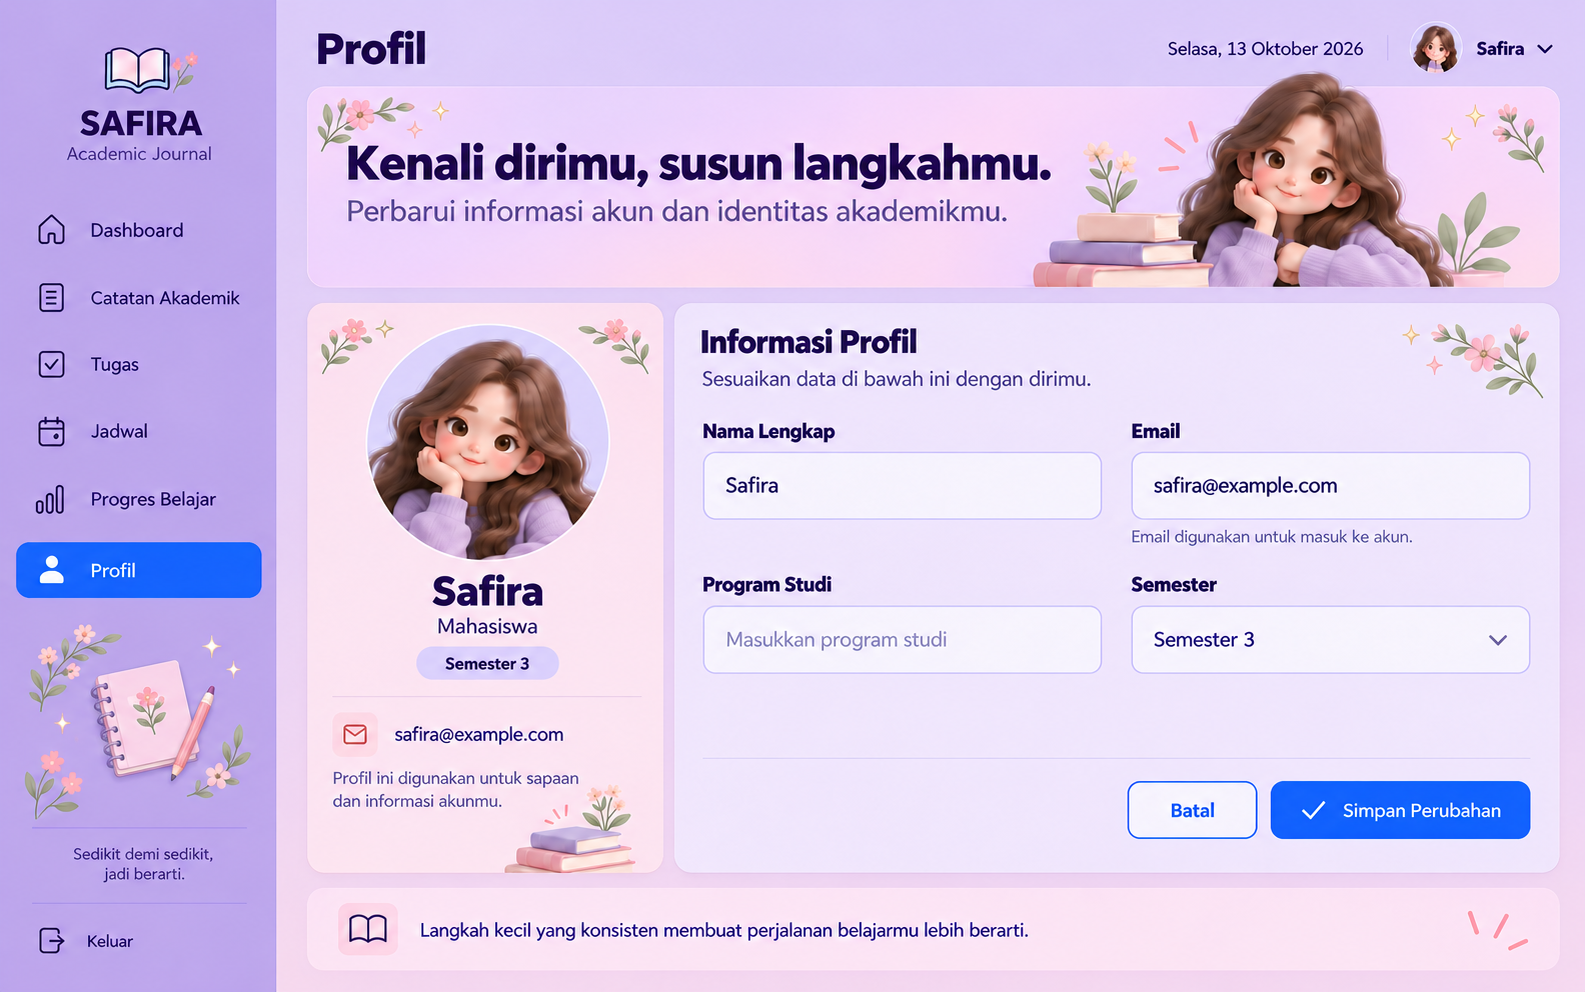 SAFIRA
Academic Journal
Dashboard
Catatan Akademik
Tugas
Jadwal
Progres Belajar
Profil
Sedikit demi sedikit,
jadi berarti.
Keluar
Profil
Selasa, 13 Oktober 2026
Safira
Kenali dirimu, susun langkahmu.
Perbarui informasi akun dan identitas akademikmu.
Safira
Mahasiswa
Semester 3
safira@example.com
Profil ini digunakan untuk sapaan
dan informasi akunmu.
Informasi Profil
Sesuaikan data di bawah ini dengan dirimu.
Nama Lengkap
Safira
Email
safira@example.com
Email digunakan untuk masuk ke akun.
Program Studi
Masukkan program studi
Semester
Semester 3
Batal
Simpan Perubahan
Langkah kecil yang konsisten membuat perjalanan belajarmu lebih berarti.